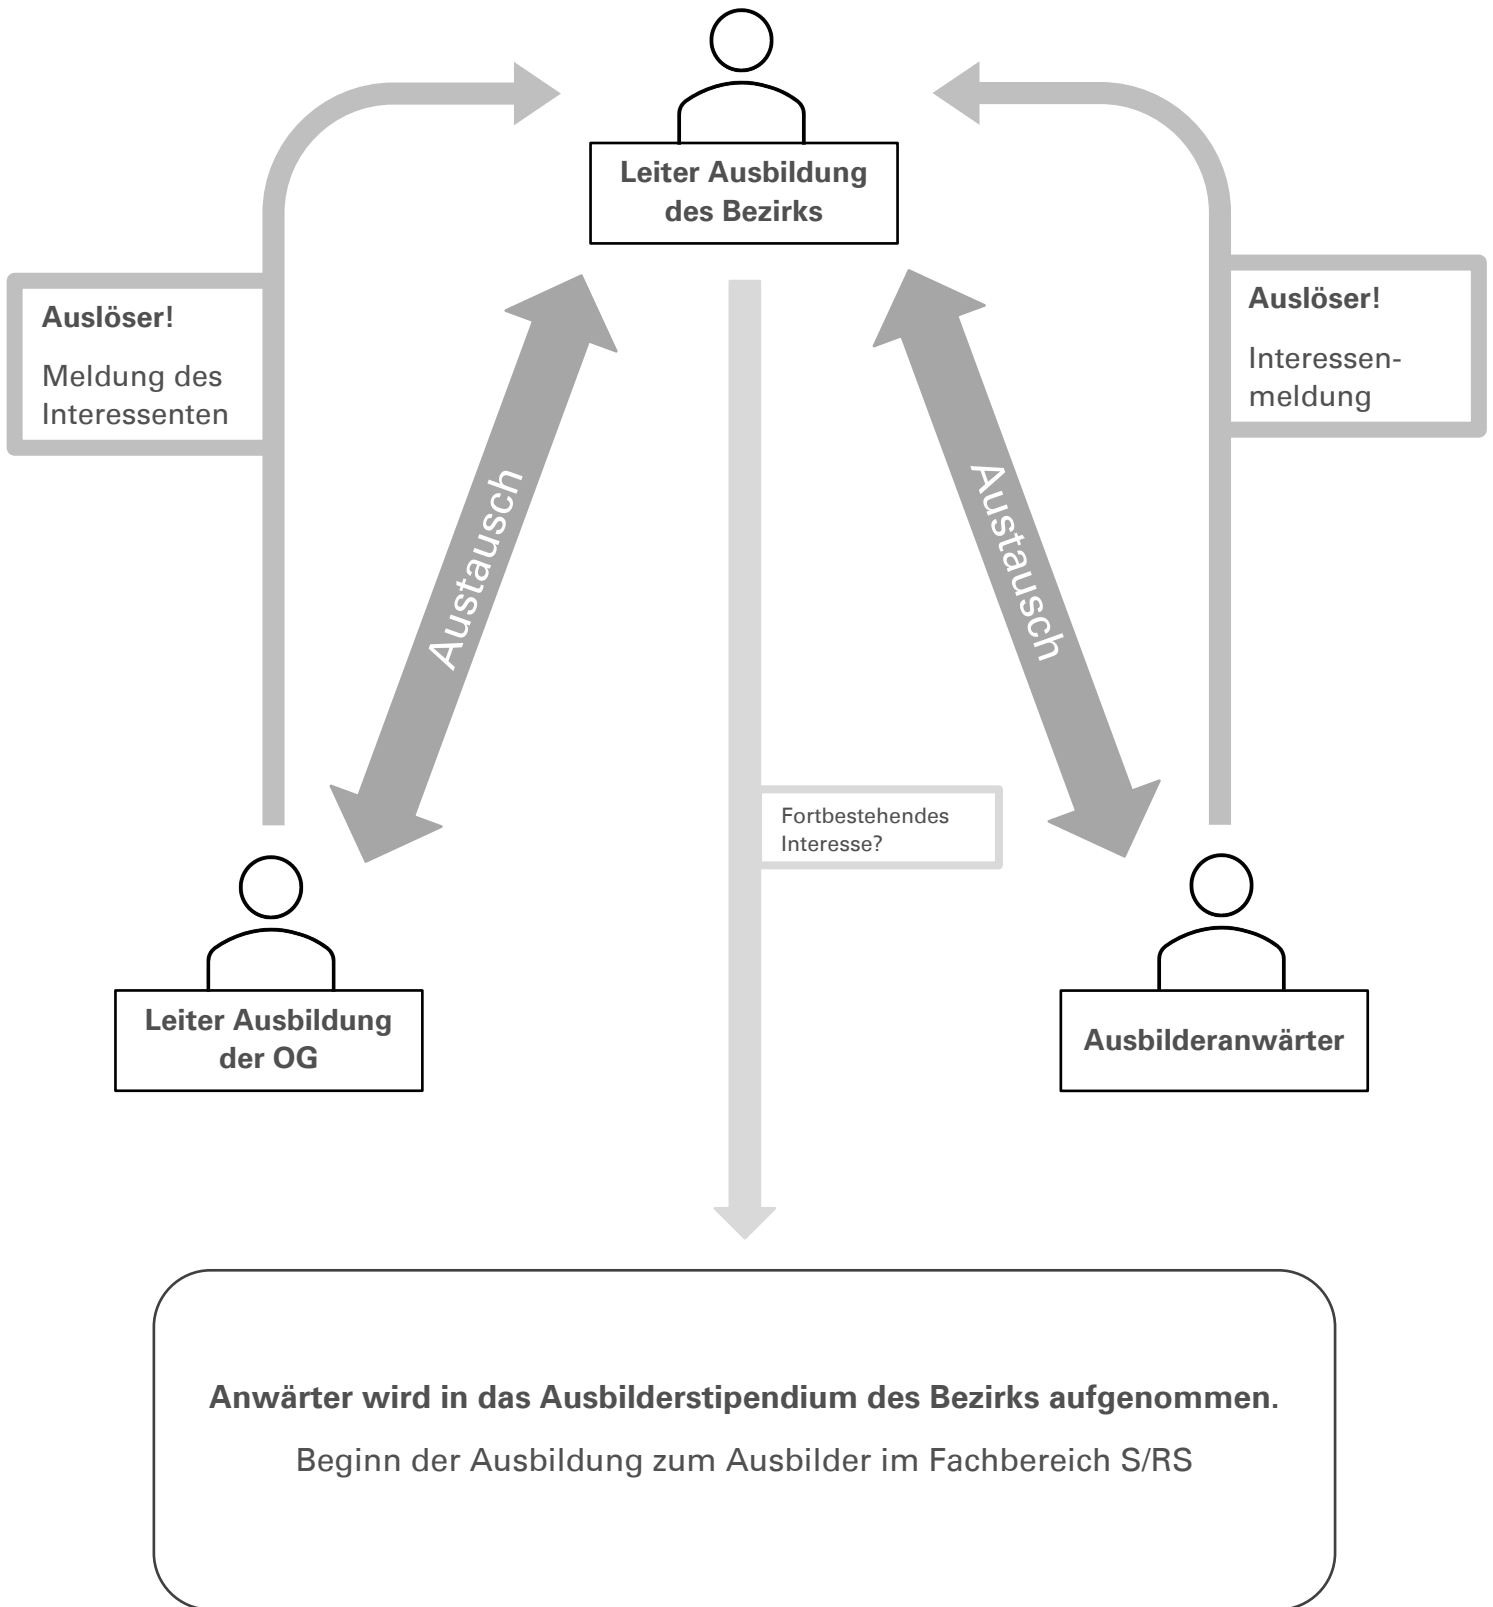 Leiter Ausbildung
des Bezirks
Auslöser!
Meldung des
Interessenten
Auslöser!
Interessen-
meldung
Austausch
Austausch
Fortbestehendes
Interesse?
Leiter Ausbildung
der OG
Ausbilderanwärter
Anwärter wird in das Ausbilderstipendium des Bezirks aufgenommen.
Beginn der Ausbildung zum Ausbilder im Fachbereich S/RS